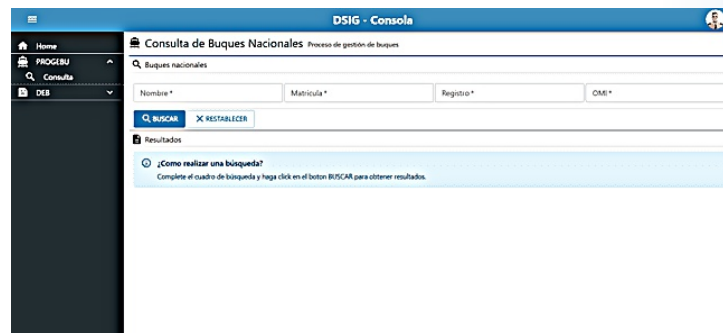 DSIG - Consola
Home
PROGEBU
Consulta
DEB
Consulta de Buques Nacionales Proceso de gestión de buques
Buques nacionales
Nombre * Matricula * Registro * OMI *
BUSCAR RESTABLECER
Resultados
¿Como realizar una búsqueda?
Complete el cuadro de búsqueda y haga click en el boton BUSCAR para obtener resultados.